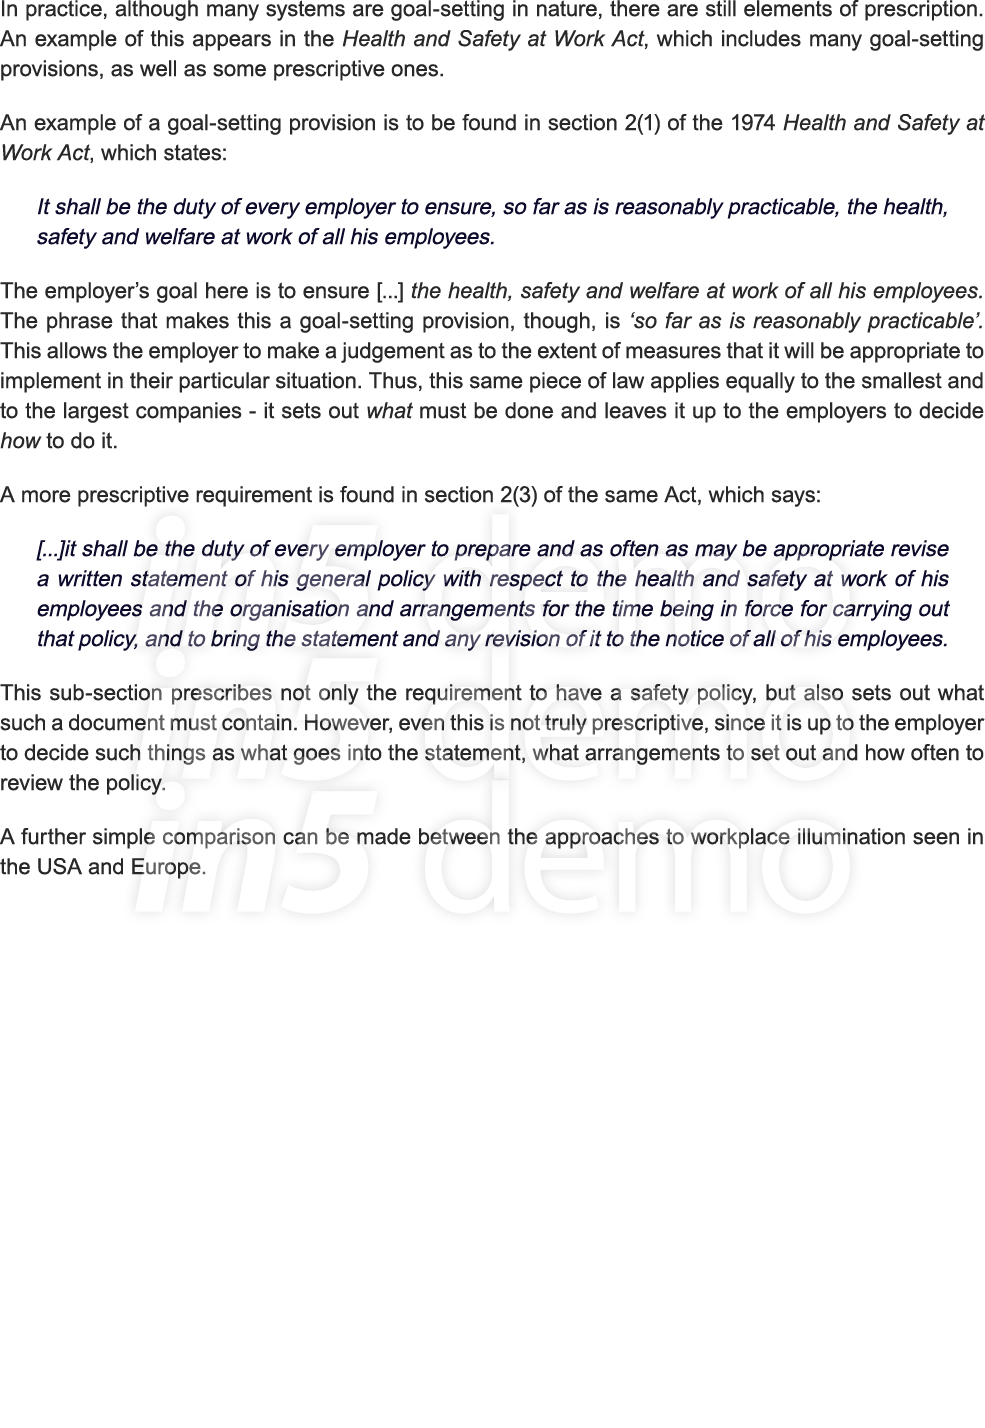 In practice, although many systems are goal-setting in nature, there are still elements of prescription.
An example of this appears in the Health and Safety at Work Act, which includes many goal-setting
provisions, as well as some prescriptive ones.
An example of a goal-setting provision is to be found in section 2(1) of the 1974 Health and Safety at
Work Act, which states:
It shall be the duty of every employer to ensure, so far as is reasonably practicable, the health,
safety and welfare at work of all his employees.
The employer’s goal here is to ensure [...] the health, safety and welfare at work of all his employees.
The phrase that makes this a goal-setting provision, though, is ‘so far as is reasonably practicable’.
This allows the employer to make a judgement as to the extent of measures that it will be appropriate to
implement in their particular situation. Thus, this same piece of law applies equally to the smallest and
to the largest companies - it sets out what must be done and leaves it up to the employers to decide
how to do it.
A more prescriptive requirement is found in section 2(3) of the same Act, which says:
[...]it shall be the duty of every employer to prepare and as often as may be appropriate revise
a written statement of his general policy with respect to the health and safety at work of his
employees and the organisation and arrangements for the time being in force for carrying out
that policy, and to bring the statement and any revision of it to the notice of all of his employees.
This sub-section prescribes not only the requirement to have a safety policy, but also sets out what
such a document must contain. However, even this is not truly prescriptive, since it is up to the employer
to decide such things as what goes into the statement, what arrangements to set out and how often to
review the policy.
A further simple comparison can be made between the approaches to workplace illumination seen in
the USA and Europe.
in5 demo
in5 demo
in5 demo